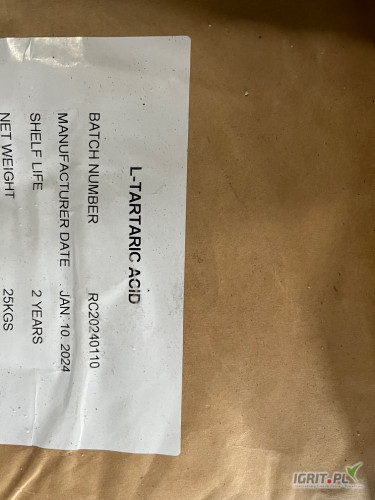 L-TARTARIC ACID
BATCH NUMBER RC20240110
MANUFACTURER DATE . JAN. 10. 2024
SHELF LIFE 2 YEARS
NET WEIGHT 25KGS
IGRIT.PL